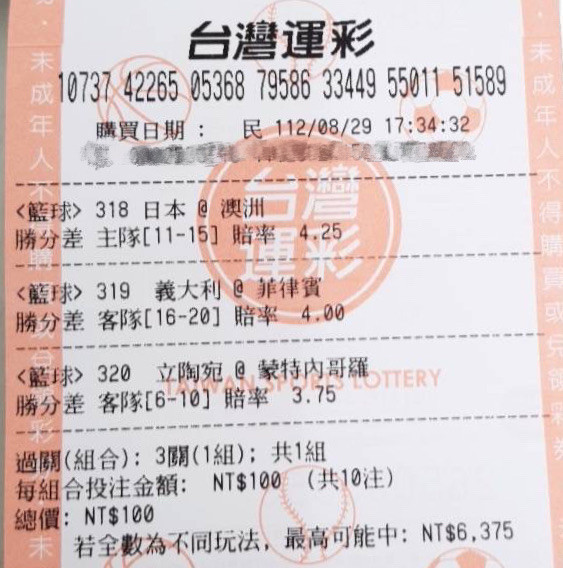 台灣運彩
10737 42265 05368 79586 33449 55011 51589
購買日期： 民 112/08/29 17:34:32
<籃球> 318 日本 @ 澳洲
勝分差 主隊[11-15] 賠率 4.25
<籃球> 319 義大利 @ 菲律賓
勝分差 客隊[16-20] 賠率 4.00
<籃球> 320 立陶宛 @ 蒙特內哥羅
勝分差 客隊[6-10] 賠率 3.75
過關(組合): 3關(1組); 共1組
每組合投注金額: NT$100 (共10注)
總價: NT$100
若全數為不同玩法, 最高可能中: NT$6,375
台灣運彩
TAIWAN SPORTS LOTTERY
未成年人不得購買或兌領彩券